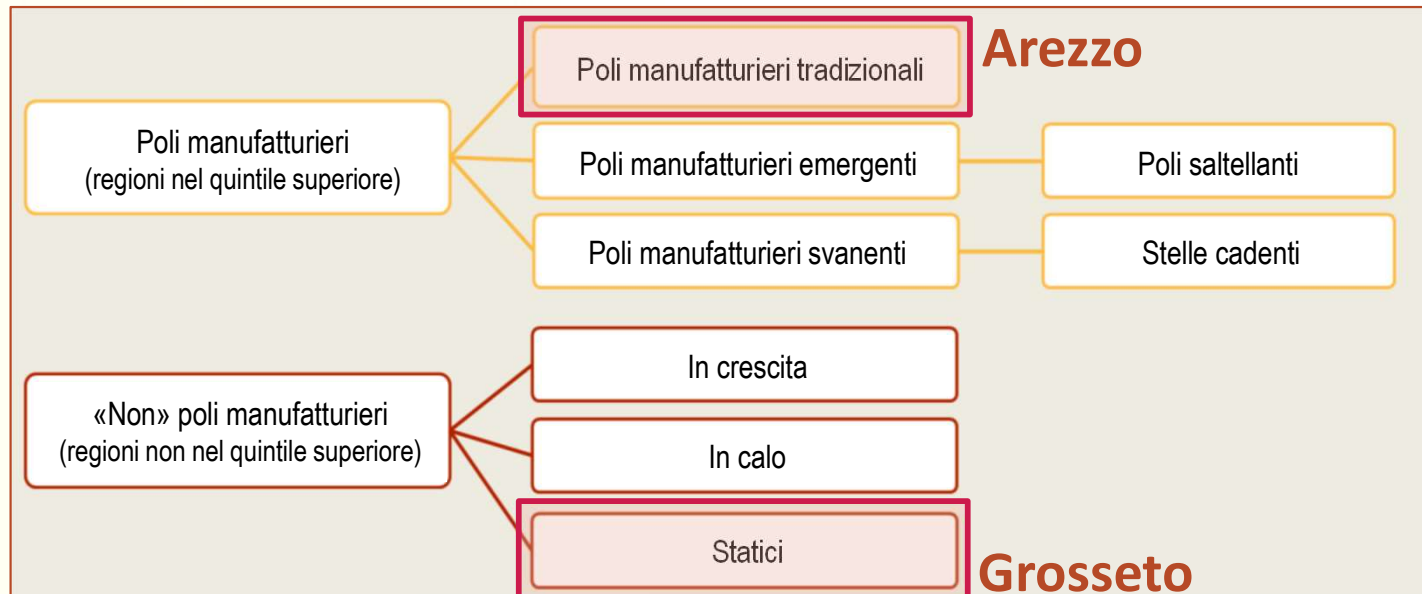 Poli manufatturieri tradizionali
Arezzo
Poli manufatturieri
(regioni nel quintile superiore)
Poli manufatturieri emergenti
Poli saltellanti
Poli manufatturieri svanenti
Stelle cadenti
«Non» poli manufatturieri
(regioni non nel quintile superiore)
In crescita
In calo
Statici
Grosseto